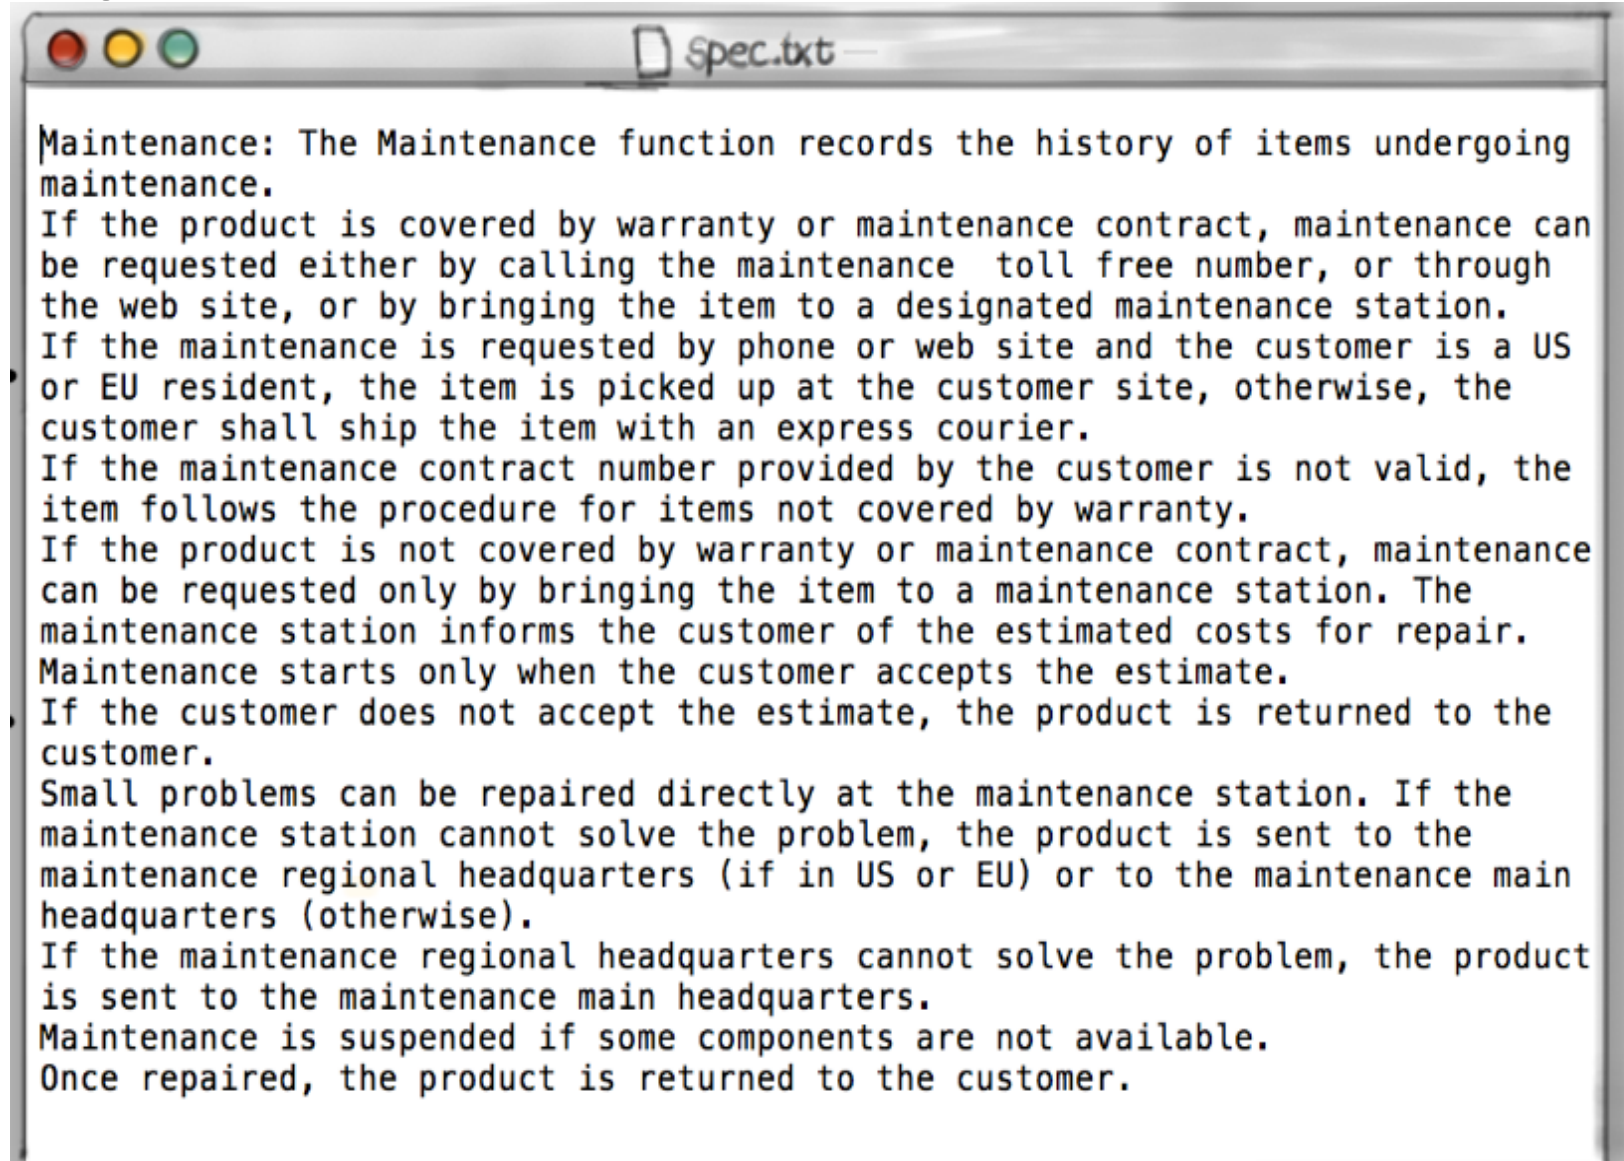 spec.txt
Maintenance: The Maintenance function records the history of items undergoing
maintenance.
If the product is covered by warranty or maintenance contract, maintenance can
be requested either by calling the maintenance  toll free number, or through
the web site, or by bringing the item to a designated maintenance station.
If the maintenance is requested by phone or web site and the customer is a US
or EU resident, the item is picked up at the customer site, otherwise, the
customer shall ship the item with an express courier.
If the maintenance contract number provided by the customer is not valid, the
item follows the procedure for items not covered by warranty.
If the product is not covered by warranty or maintenance contract, maintenance
can be requested only by bringing the item to a maintenance station. The
maintenance station informs the customer of the estimated costs for repair.
Maintenance starts only when the customer accepts the estimate.
If the customer does not accept the estimate, the product is returned to the
customer.
Small problems can be repaired directly at the maintenance station. If the
maintenance station cannot solve the problem, the product is sent to the
maintenance regional headquarters (if in US or EU) or to the maintenance main
headquarters (otherwise).
If the maintenance regional headquarters cannot solve the problem, the product
is sent to the maintenance main headquarters.
Maintenance is suspended if some components are not available.
Once repaired, the product is returned to the customer.